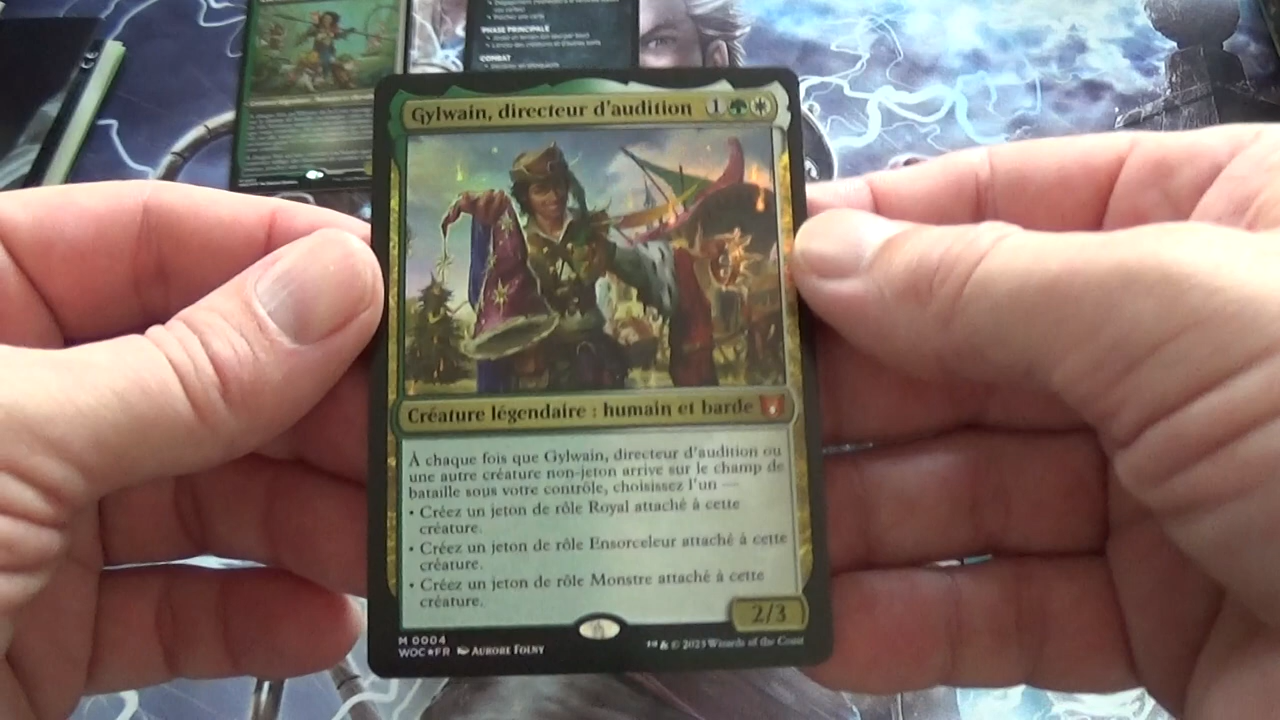 PHASE PRINCIPALE
COMBAT
Gylwain, directeur d'audition 1
Créature légendaire : humain et barde
À chaque fois que Gylwain, directeur d'audition ou
une autre créature non-jeton arrive sur le champ de
bataille sous votre contrôle, choisissez l'un —
• Créez un jeton de rôle Royal attaché à cette
créature.
• Créez un jeton de rôle Ensorceleur attaché à cette
créature.
• Créez un jeton de rôle Monstre attaché à cette
créature.
2/3
M 0004
WOC★FR Aurore Folny
™ & © 2023 Wizards of the Coast